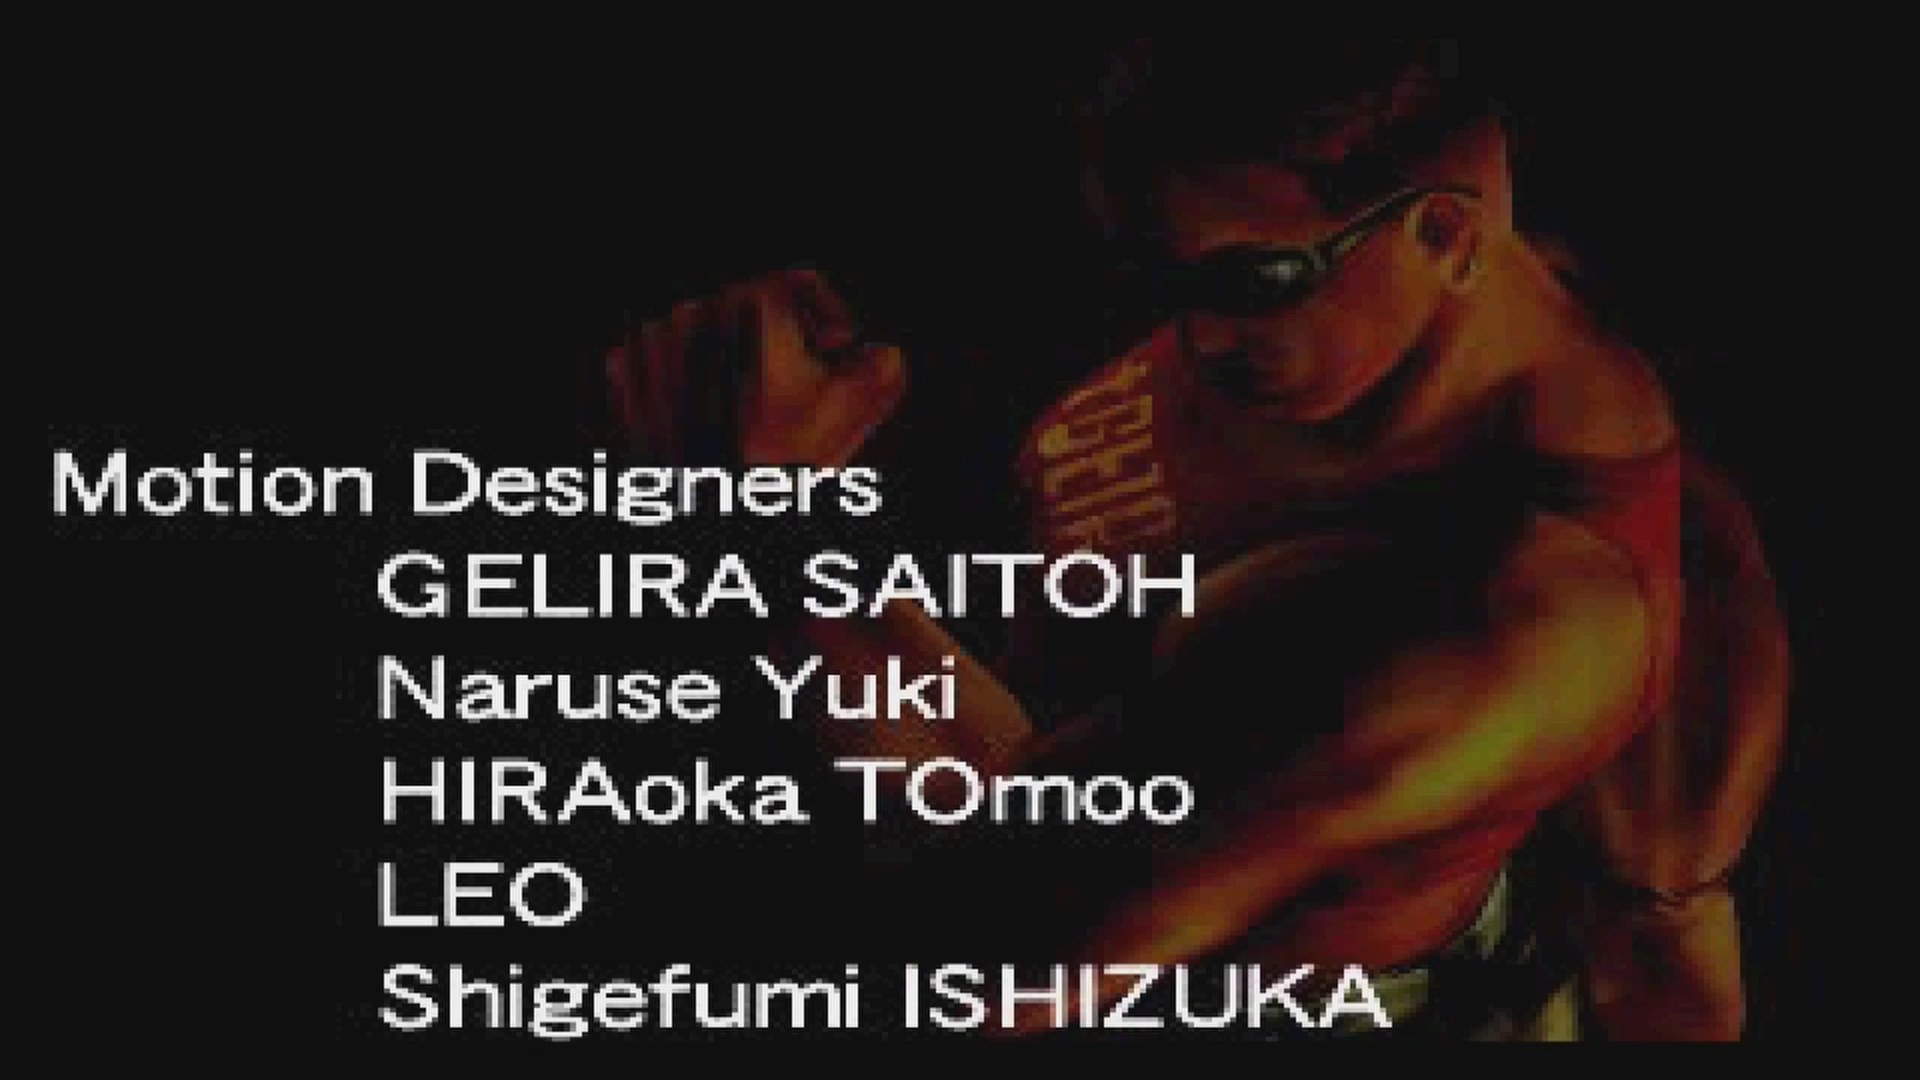 Motion Designers
GELIRA SAITOH
Naruse Yuki
HIRAoka TOmoo
LEO
Shigefumi ISHIZUKA